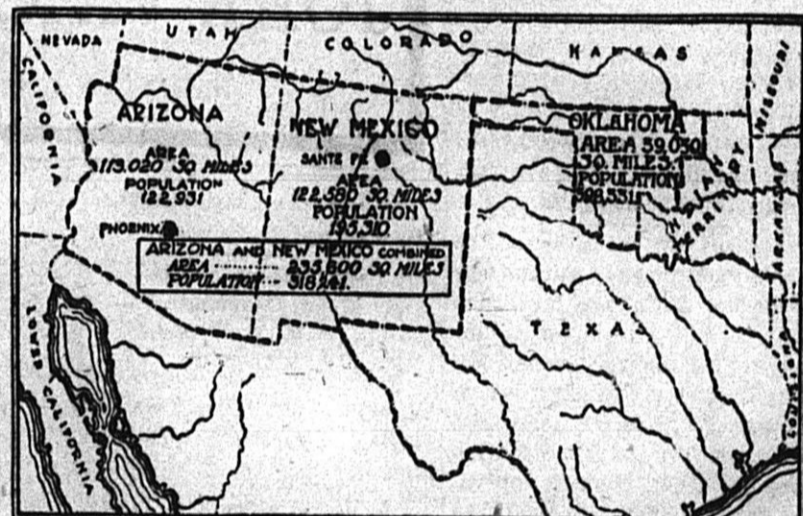 NEVADA
UTAH
COLORADO
KANSAS
MISSOURI
CALIFORNIA
ARIZONA
AREA
113.020 SQ. MILES
POPULATION
122,931
PHOENIX
NEW MEXICO
SANTE FE
AREA
122,580 SQ. MILES
POPULATION
195,310.
OKLAHOMA
AREA 39,030
SQ. MILES.
POPULATION
398,331.
INDIAN
TERRITORY
ARKANSAS
ARIZONA AND NEW MEXICO COMBINED
AREA ........... 235,600 SQ. MILES
POPULATION ... 318,241.
TEXAS
LOUISIANA
LOWER CALIFORNIA